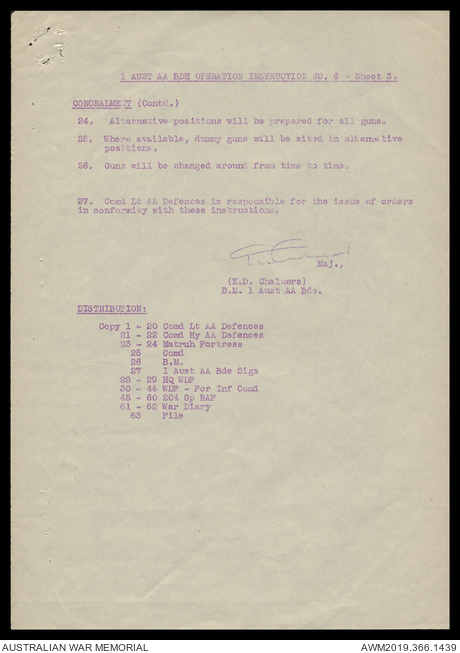 1 AUST AA BDE OPERATION INSTRUCTION NO. 6 - Sheet 3.
CONCEALMENT (Contd.)
24. Alternative positions will be prepared for all guns.
25. Where available, dummy guns will be sited in alternative
positions.
26. Guns will be changed around from time to time.
27. Comd Lt AA Defences is responsible for the issue of orders
in conformity with these instructions.
Maj.,
(E.D. Chalmers)
B.M. 1 Aust AA Bde.
DISTRIBUTION:
Copy 1 - 20 Comd Lt AA Defences
21 - 22 Comd Hy AA Defences
23 - 24 Matruh Fortress
25 Comd
26 B.M.
27 1 Aust AA Bde Sigs
28 - 29 HQ WDF
30 - 44 WDF - For Inf Comd
45 - 60 204 Gp RAF
61 - 62 War Diary
63 File
AUSTRALIAN WAR MEMORIAL
AWM2019.366.1439